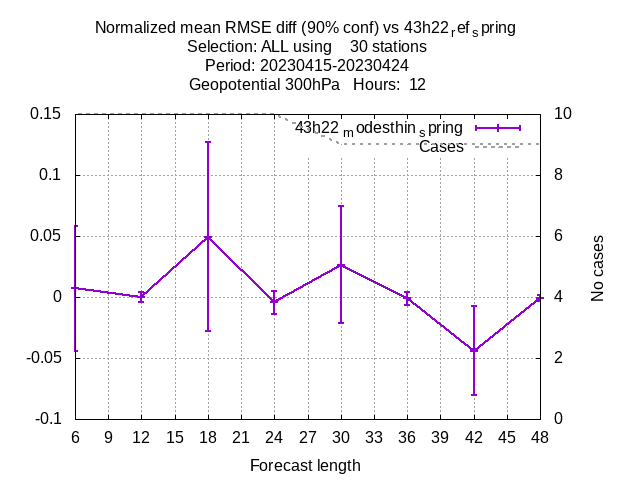 Normalized mean RMSE diff (90% conf) vs 43h22refspring
Selection: ALL using    30 stations
Period: 20230415-20230424
Geopotential 300hPa   Hours:  12
43h22modesthinspring
Cases
0.15
0.1
0.05
0
-0.05
-0.1
10
8
6
4
2
0
No cases
6 9 12 15 18 21 24 27 30 33 36 39 42 45 48
Forecast length